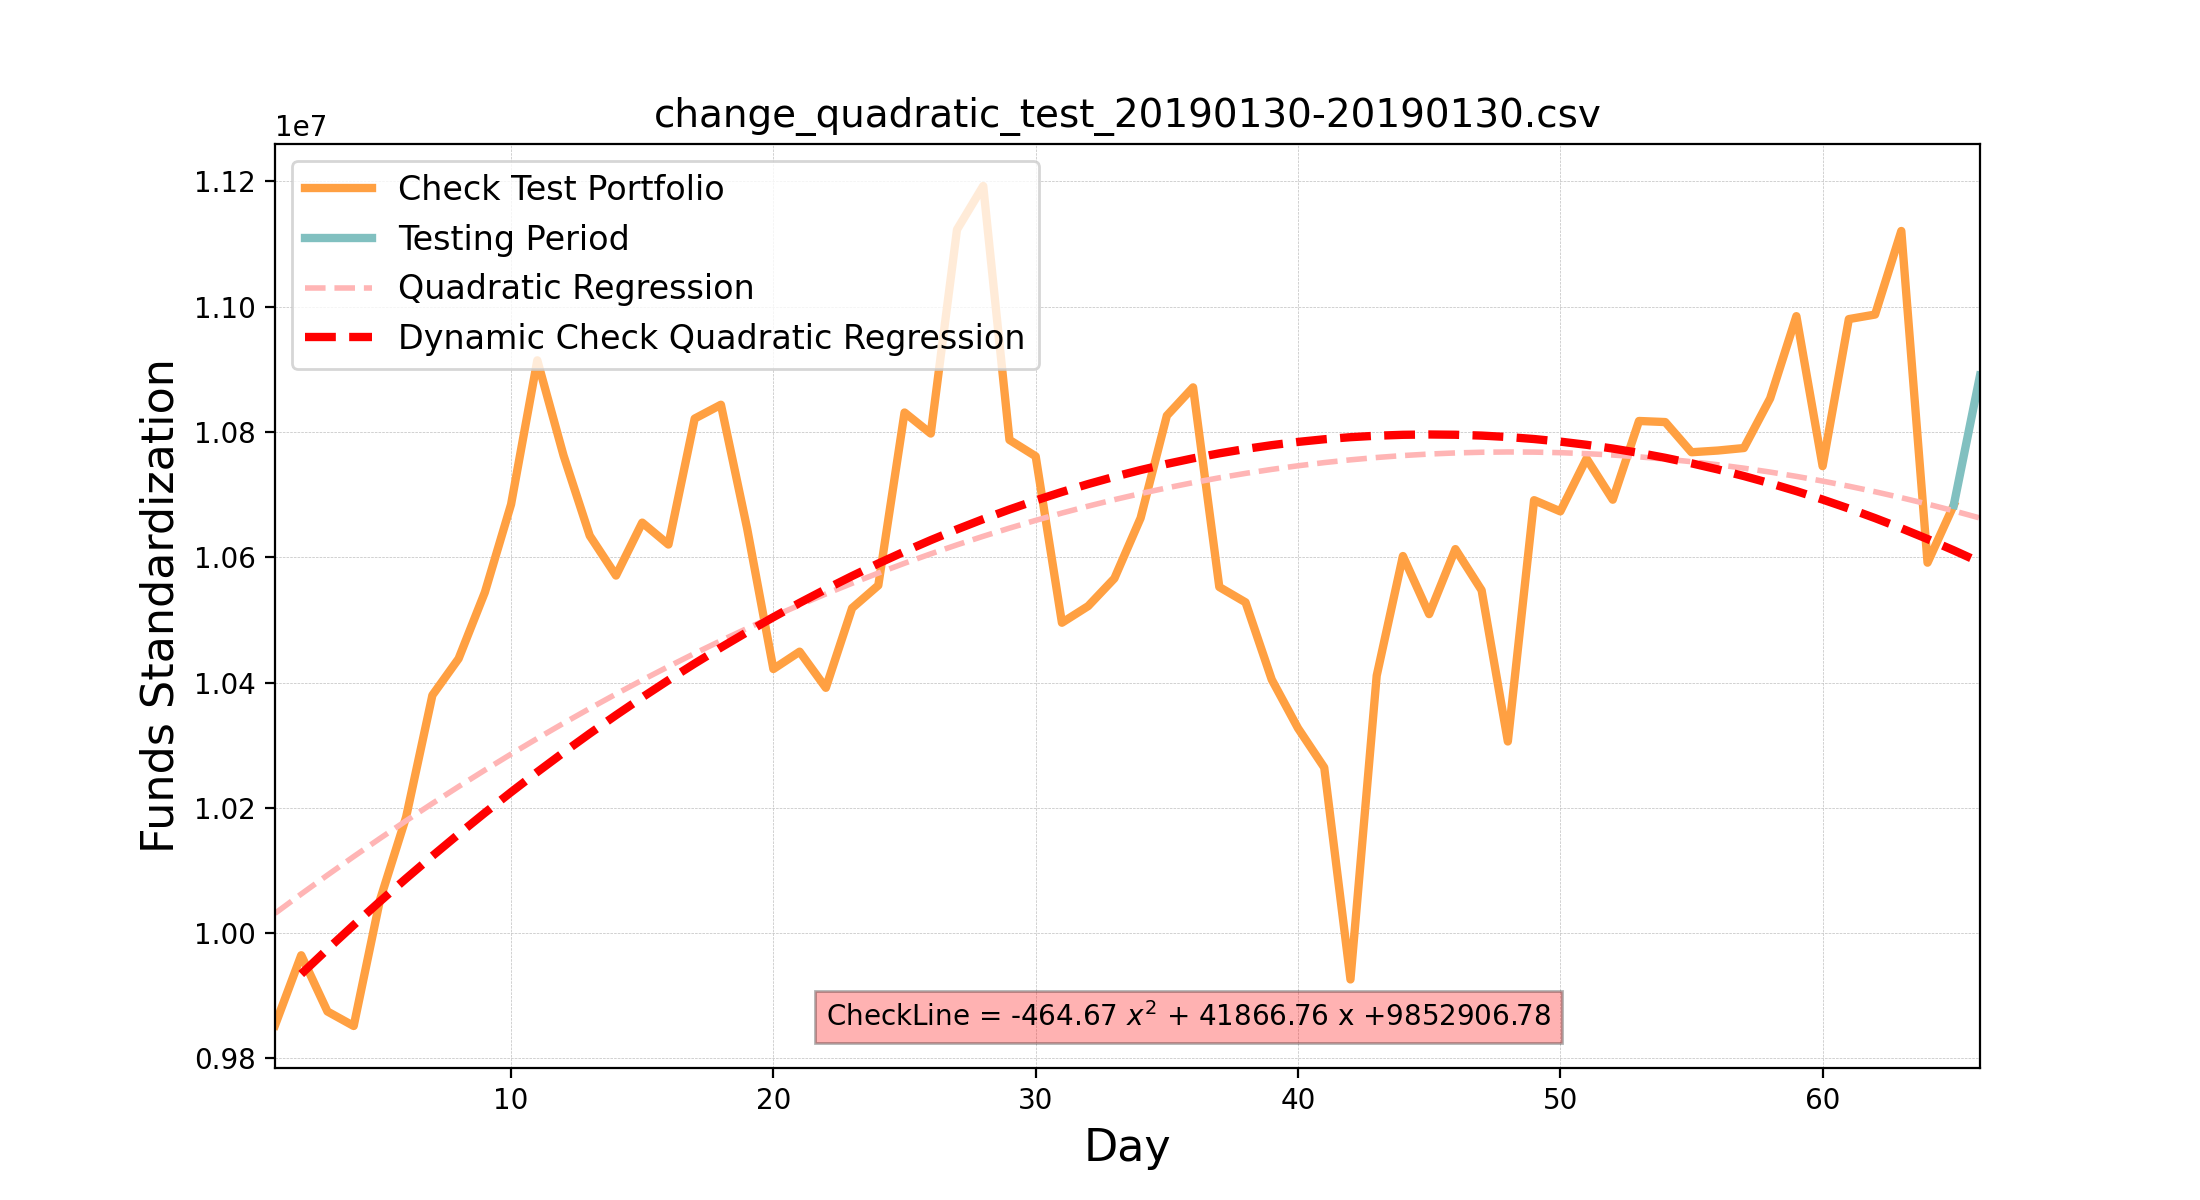 change_quadratic_test_20190130-20190130.csv
1e7
Check Test Portfolio
Testing Period
Quadratic Regression
Dynamic Check Quadratic Regression
Funds Standardization
1.12
1.10
1.08
1.06
1.04
1.02
1.00
0.98
CheckLine = -464.67 x² + 41866.76 x +9852906.78
10 20 30 40 50 60
Day